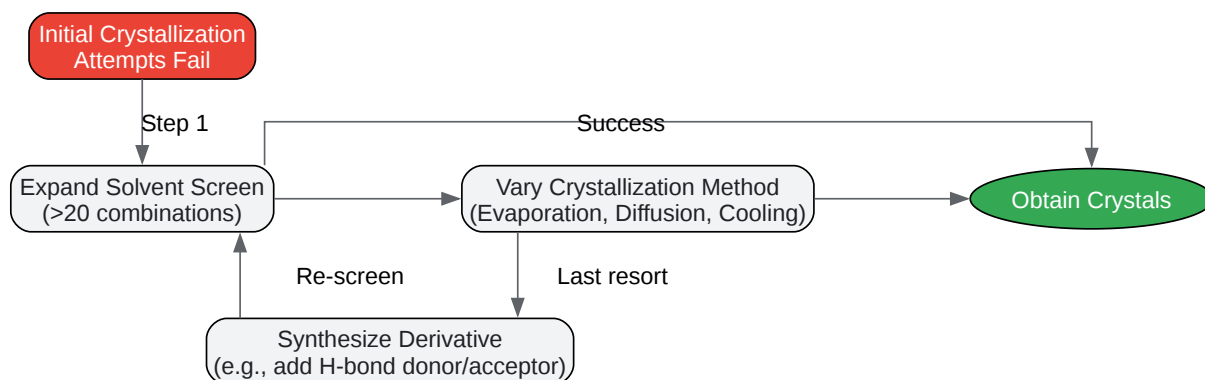 Initial Crystallization
Attempts Fail
Step 1
Success
Expand Solvent Screen
(>20 combinations)
Vary Crystallization Method
(Evaporation, Diffusion, Cooling)
Obtain Crystals
Re-screen
Last resort
Synthesize Derivative
(e.g., add H-bond donor/acceptor)